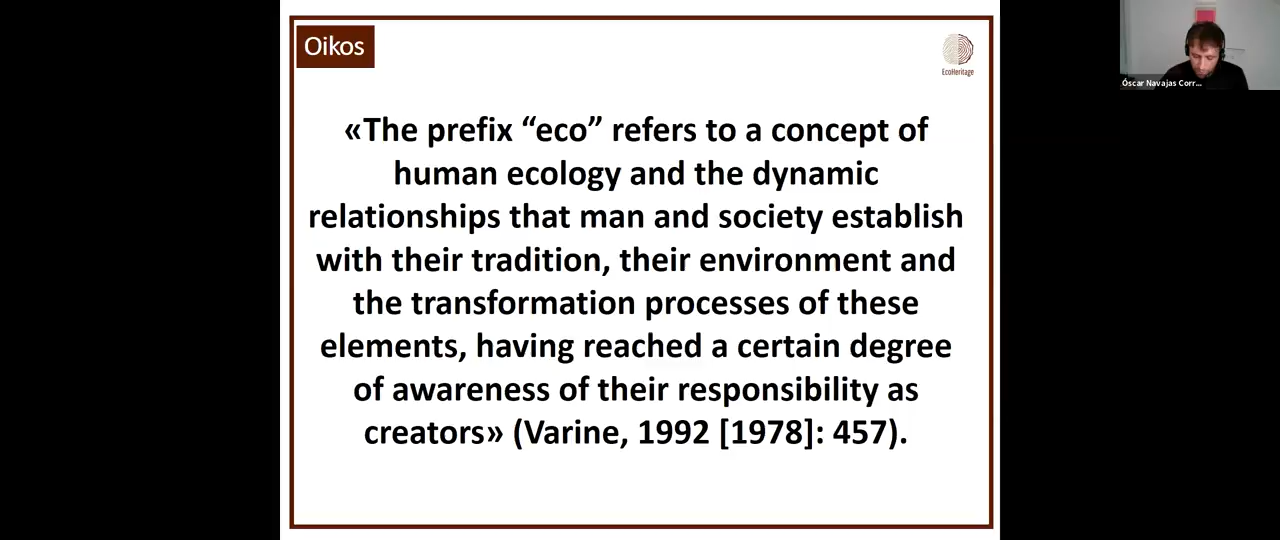 Oikos
EcoHeritage
Óscar Navajas Corr...
«The prefix “eco” refers to a concept of
human ecology and the dynamic
relationships that man and society establish
with their tradition, their environment and
the transformation processes of these
elements, having reached a certain degree
of awareness of their responsibility as
creators» (Varine, 1992 [1978]: 457).